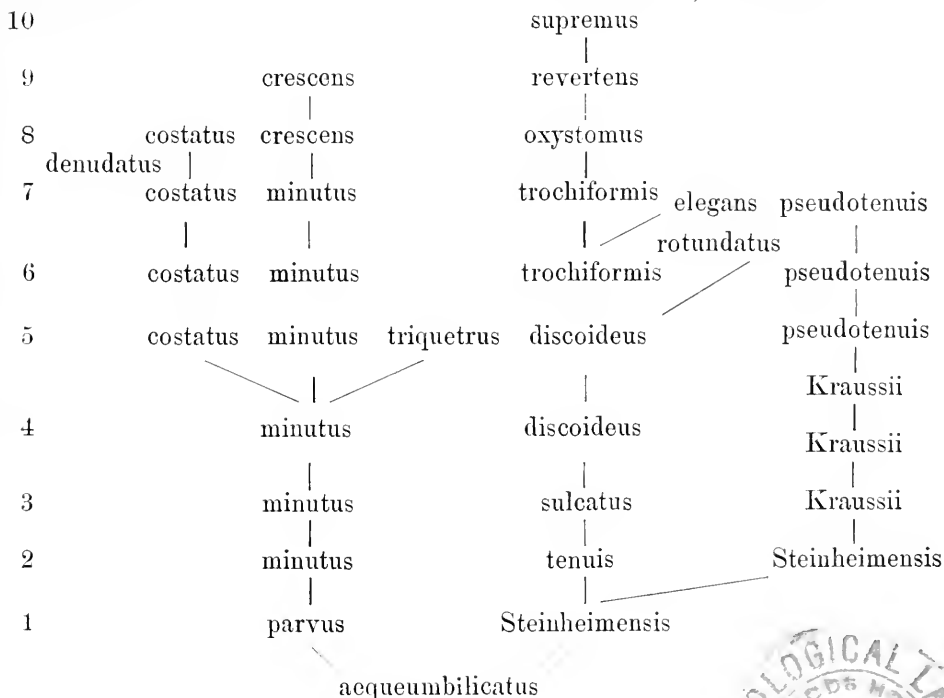 10 supremus
9 crescens revertens
8 costatus crescens oxystomus
denudatus
7 costatus minutus trochiformis elegans pseudotenuis
rotundatus
6 costatus minutus trochiformis pseudotenuis
5 costatus minutus triquetrus discoideus pseudotenuis
Kraussii
4 minutus discoideus
Kraussii
3 minutus sulcatus Kraussii
2 minutus tenuis Steinheimensis
1 parvus Steinheimensis
aequeumbilicatus